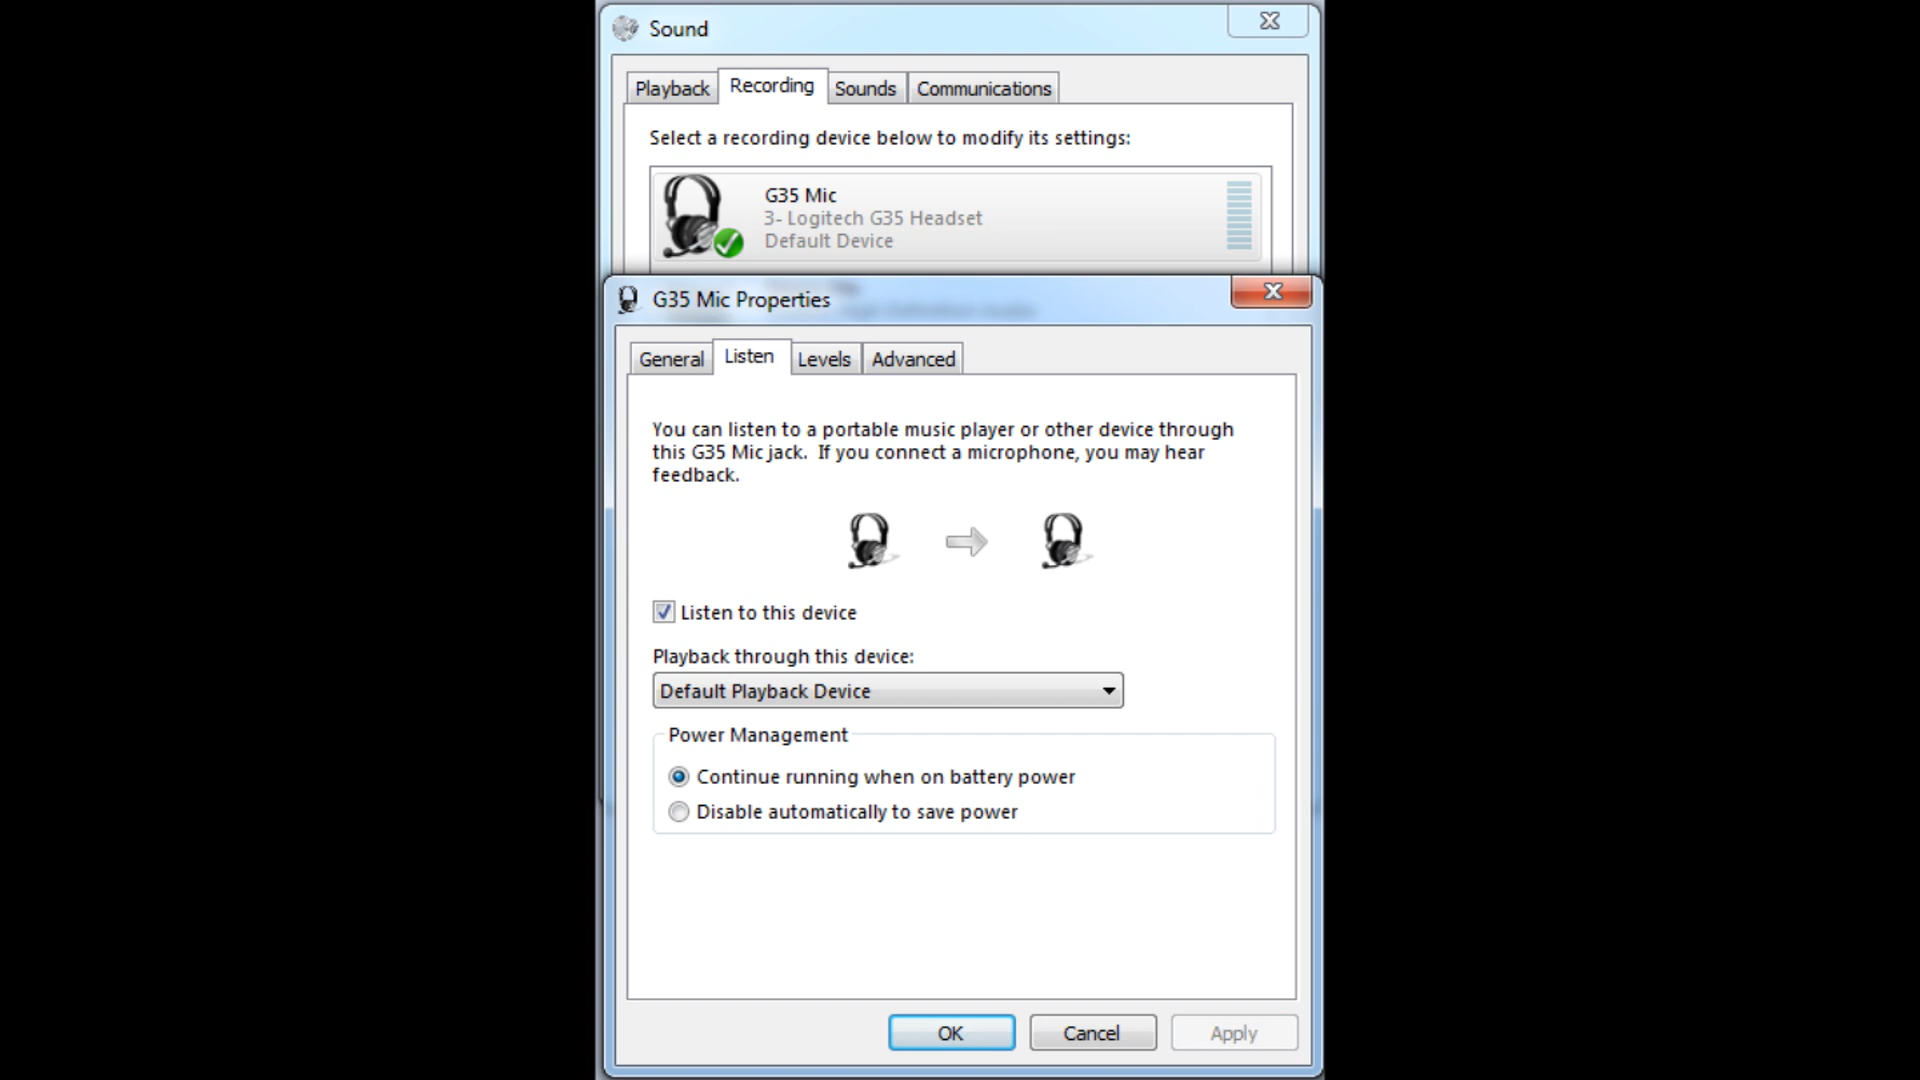 Sound
Playback
Recording
Sounds
Communications
Select a recording device below to modify its settings:
G35 Mic
3- Logitech G35 Headset
Default Device
G35 Mic Properties
General
Listen
Levels
Advanced
You can listen to a portable music player or other device through
this G35 Mic jack.  If you connect a microphone, you may hear
feedback.
Listen to this device
Playback through this device:
Default Playback Device
Power Management
Continue running when on battery power
Disable automatically to save power
OK
Cancel
Apply